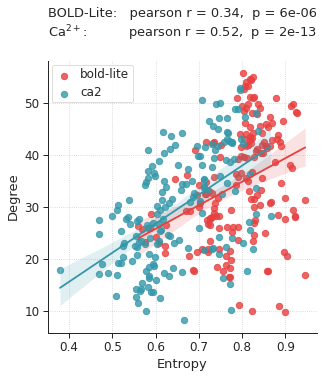 BOLD-Lite: pearson r = 0.34, p = 6e-06
Ca²⁺: pearson r = 0.52, p = 2e-13
bold-lite
ca2
50
40
30
20
10
Degree
0.4 0.5 0.6 0.7 0.8 0.9
Entropy